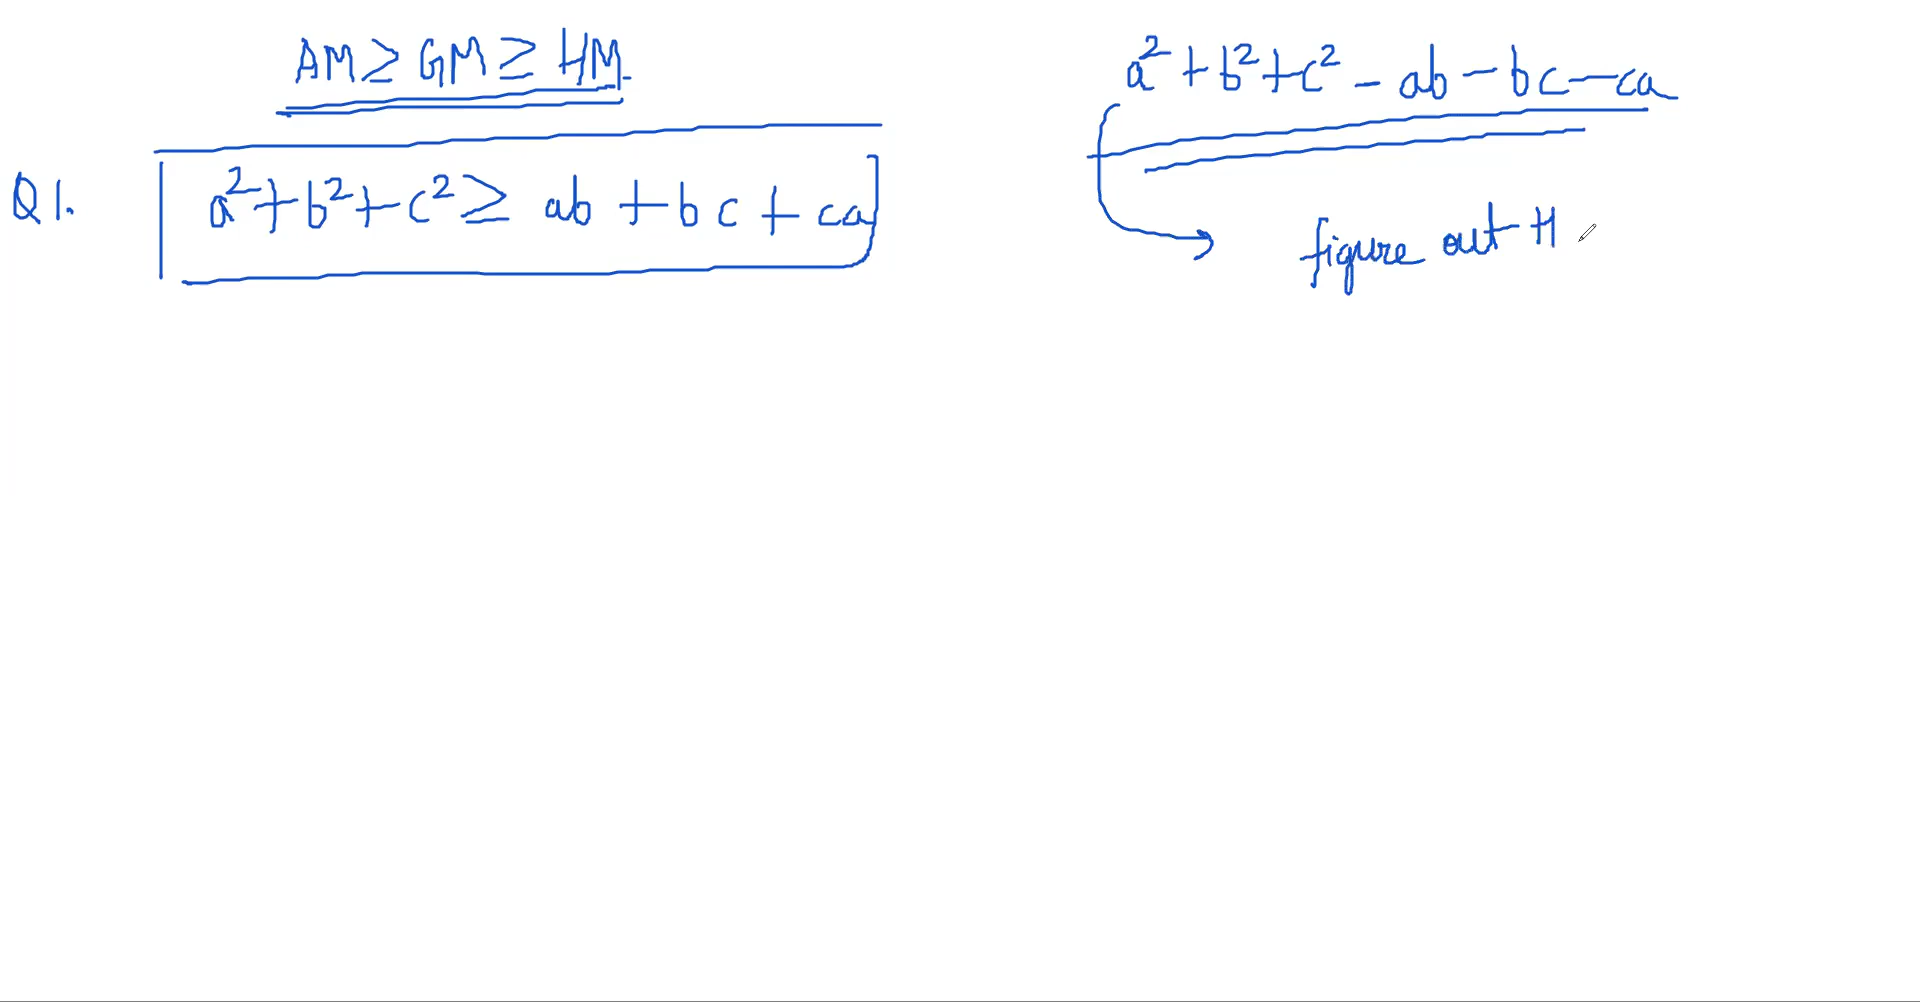 AM ≥ GM ≥ HM.
a² + b² + c² - ab - bc - ca
Q1. a² + b² + c² ≥ ab + bc + ca
figure out